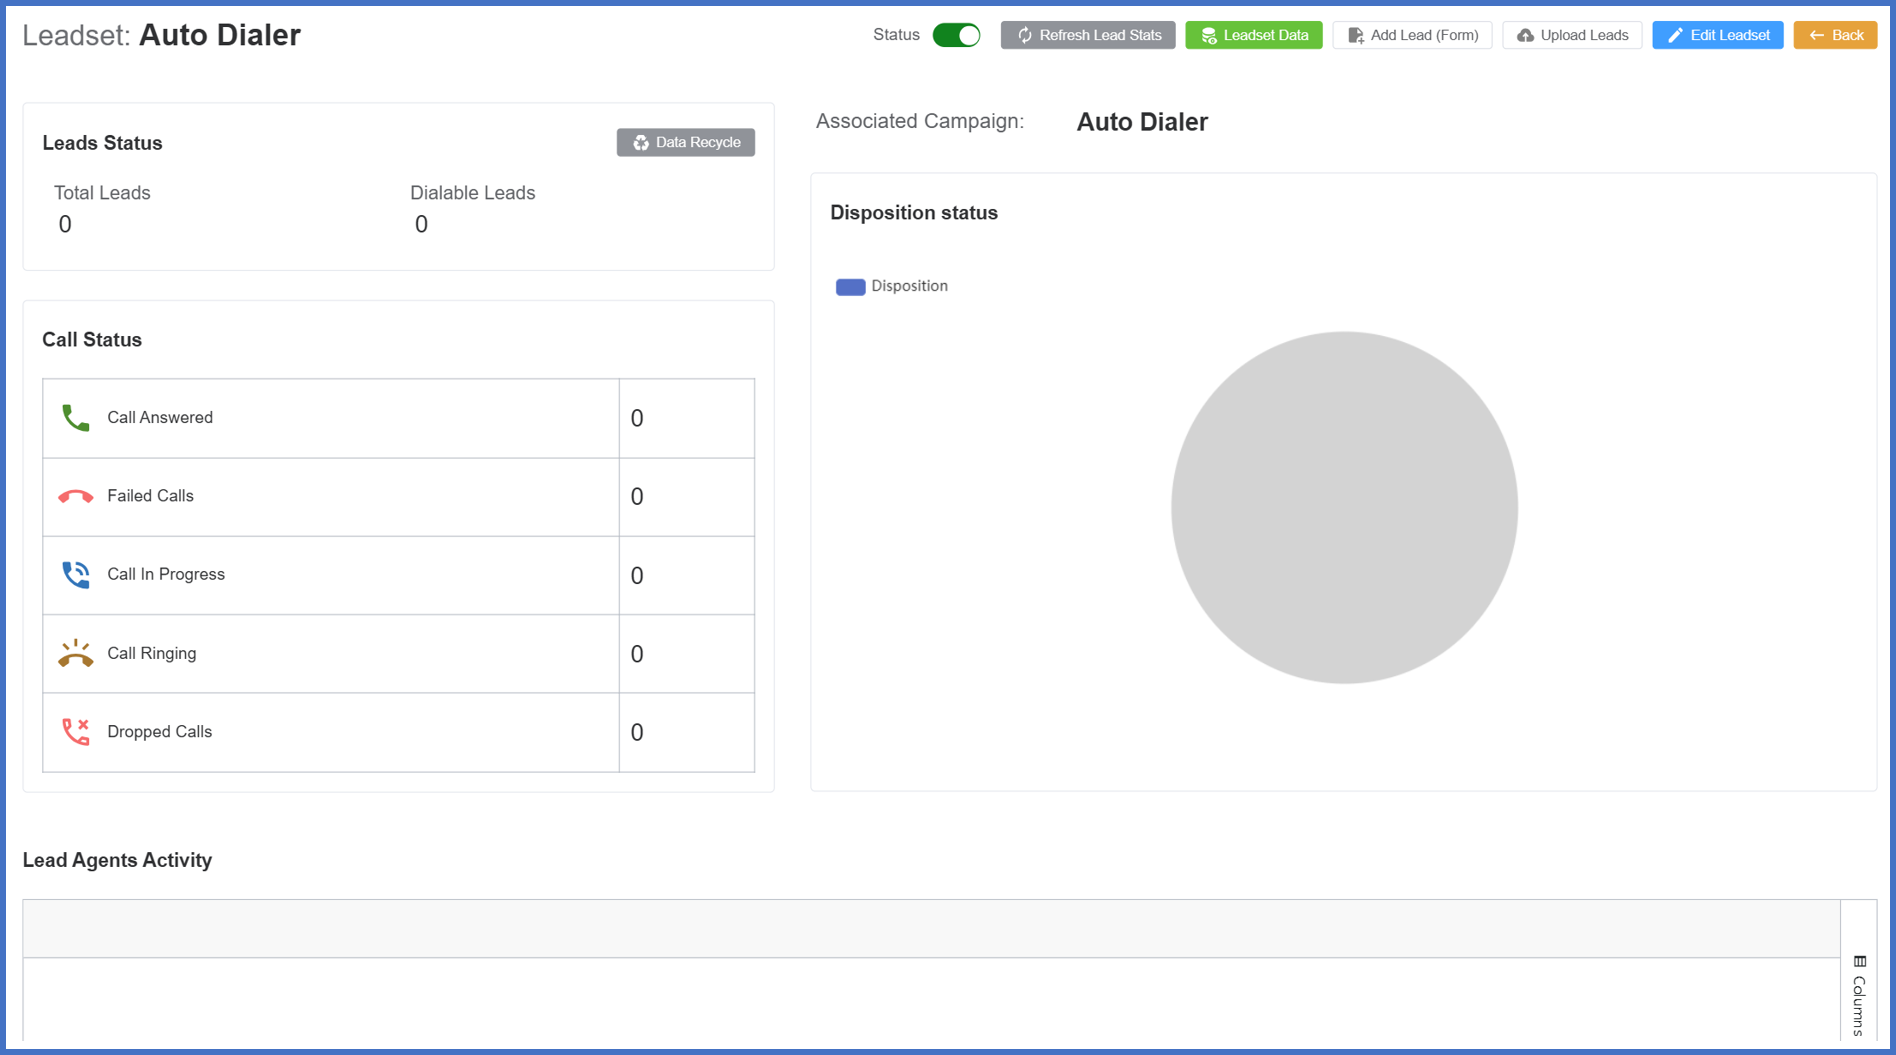 Leadset: Auto Dialer
Status
Refresh Lead Stats
Leadset Data
Add Lead (Form)
Upload Leads
Edit Leadset
Back
Leads Status
Data Recycle
Total Leads
Dialable Leads
0
0
Associated Campaign: Auto Dialer
Disposition status
Disposition
Call Status
Call Answered 0
Failed Calls 0
Call In Progress 0
Call Ringing 0
Dropped Calls 0
Lead Agents Activity
Columns